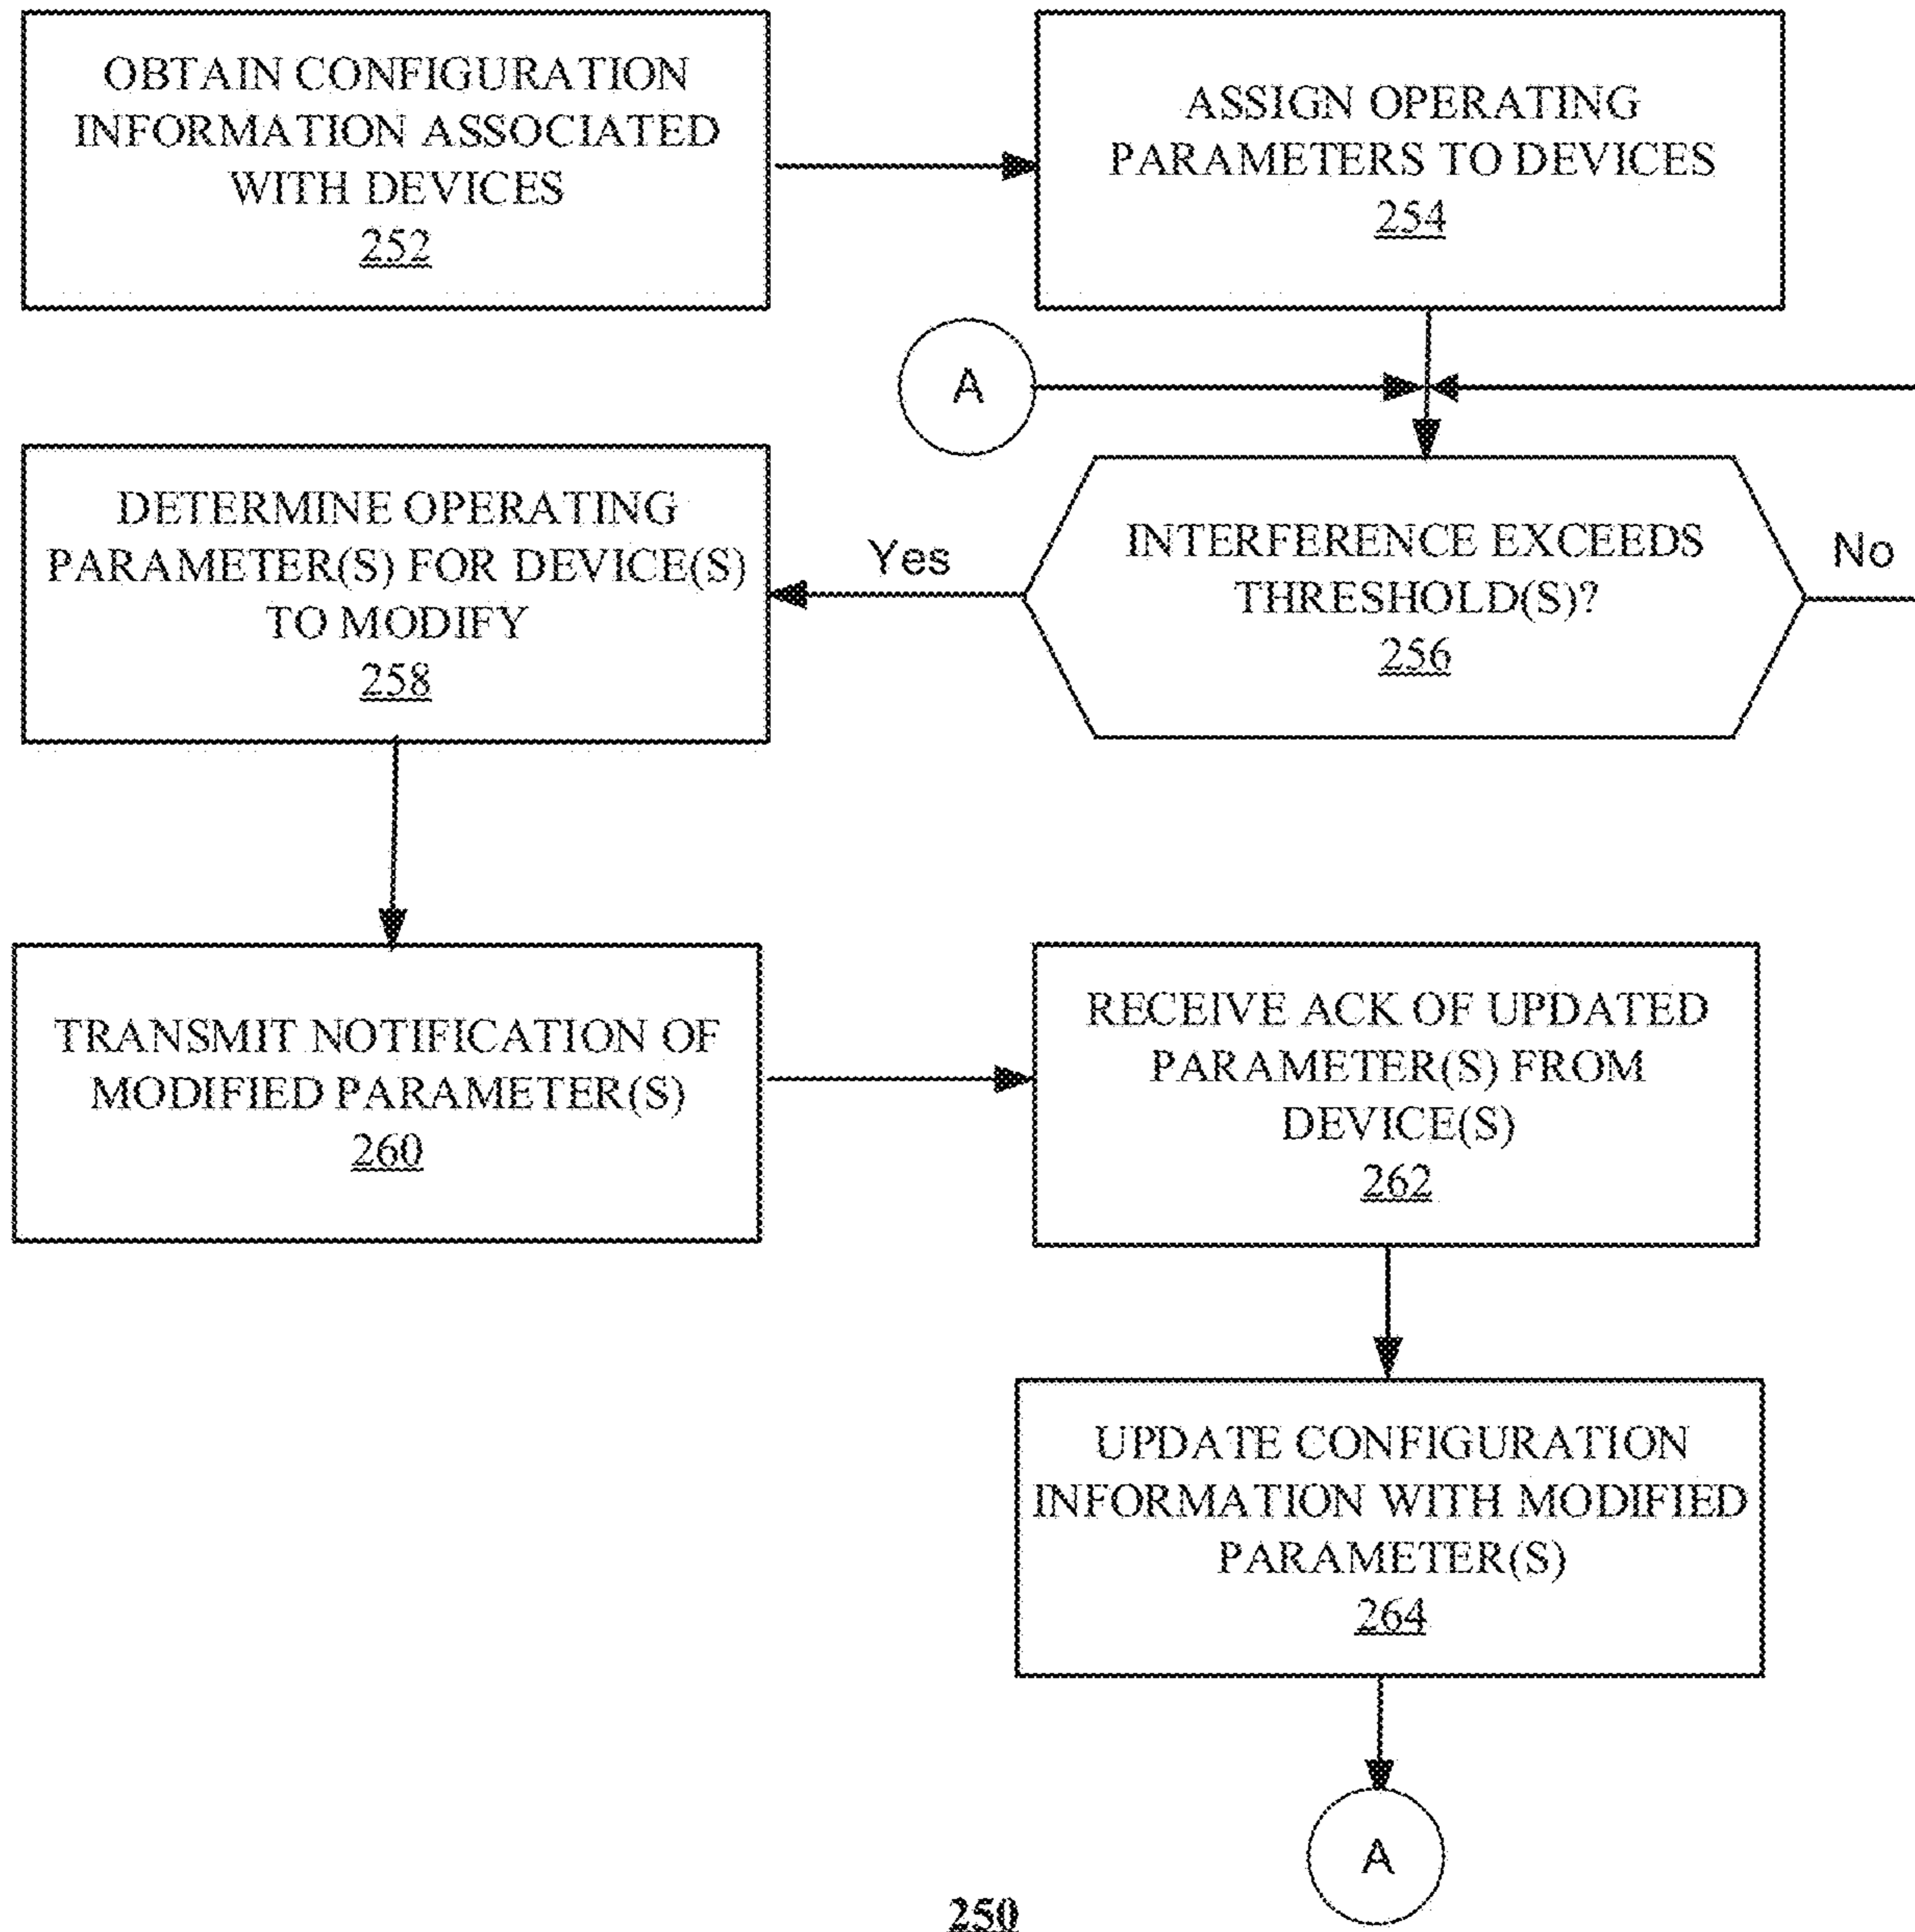 OBTAIN CONFIGURATION
INFORMATION ASSOCIATED
WITH DEVICES
252
ASSIGN OPERATING
PARAMETERS TO DEVICES
254
A
INTERFERENCE EXCEEDS
THRESHOLD(S)?
256
Yes
No
DETERMINE OPERATING
PARAMETER(S) FOR DEVICE(S)
TO MODIFY
258
TRANSMIT NOTIFICATION OF
MODIFIED PARAMETER(S)
260
RECEIVE ACK OF UPDATED
PARAMETER(S) FROM
DEVICE(S)
262
UPDATE CONFIGURATION
INFORMATION WITH MODIFIED
PARAMETER(S)
264
A
250